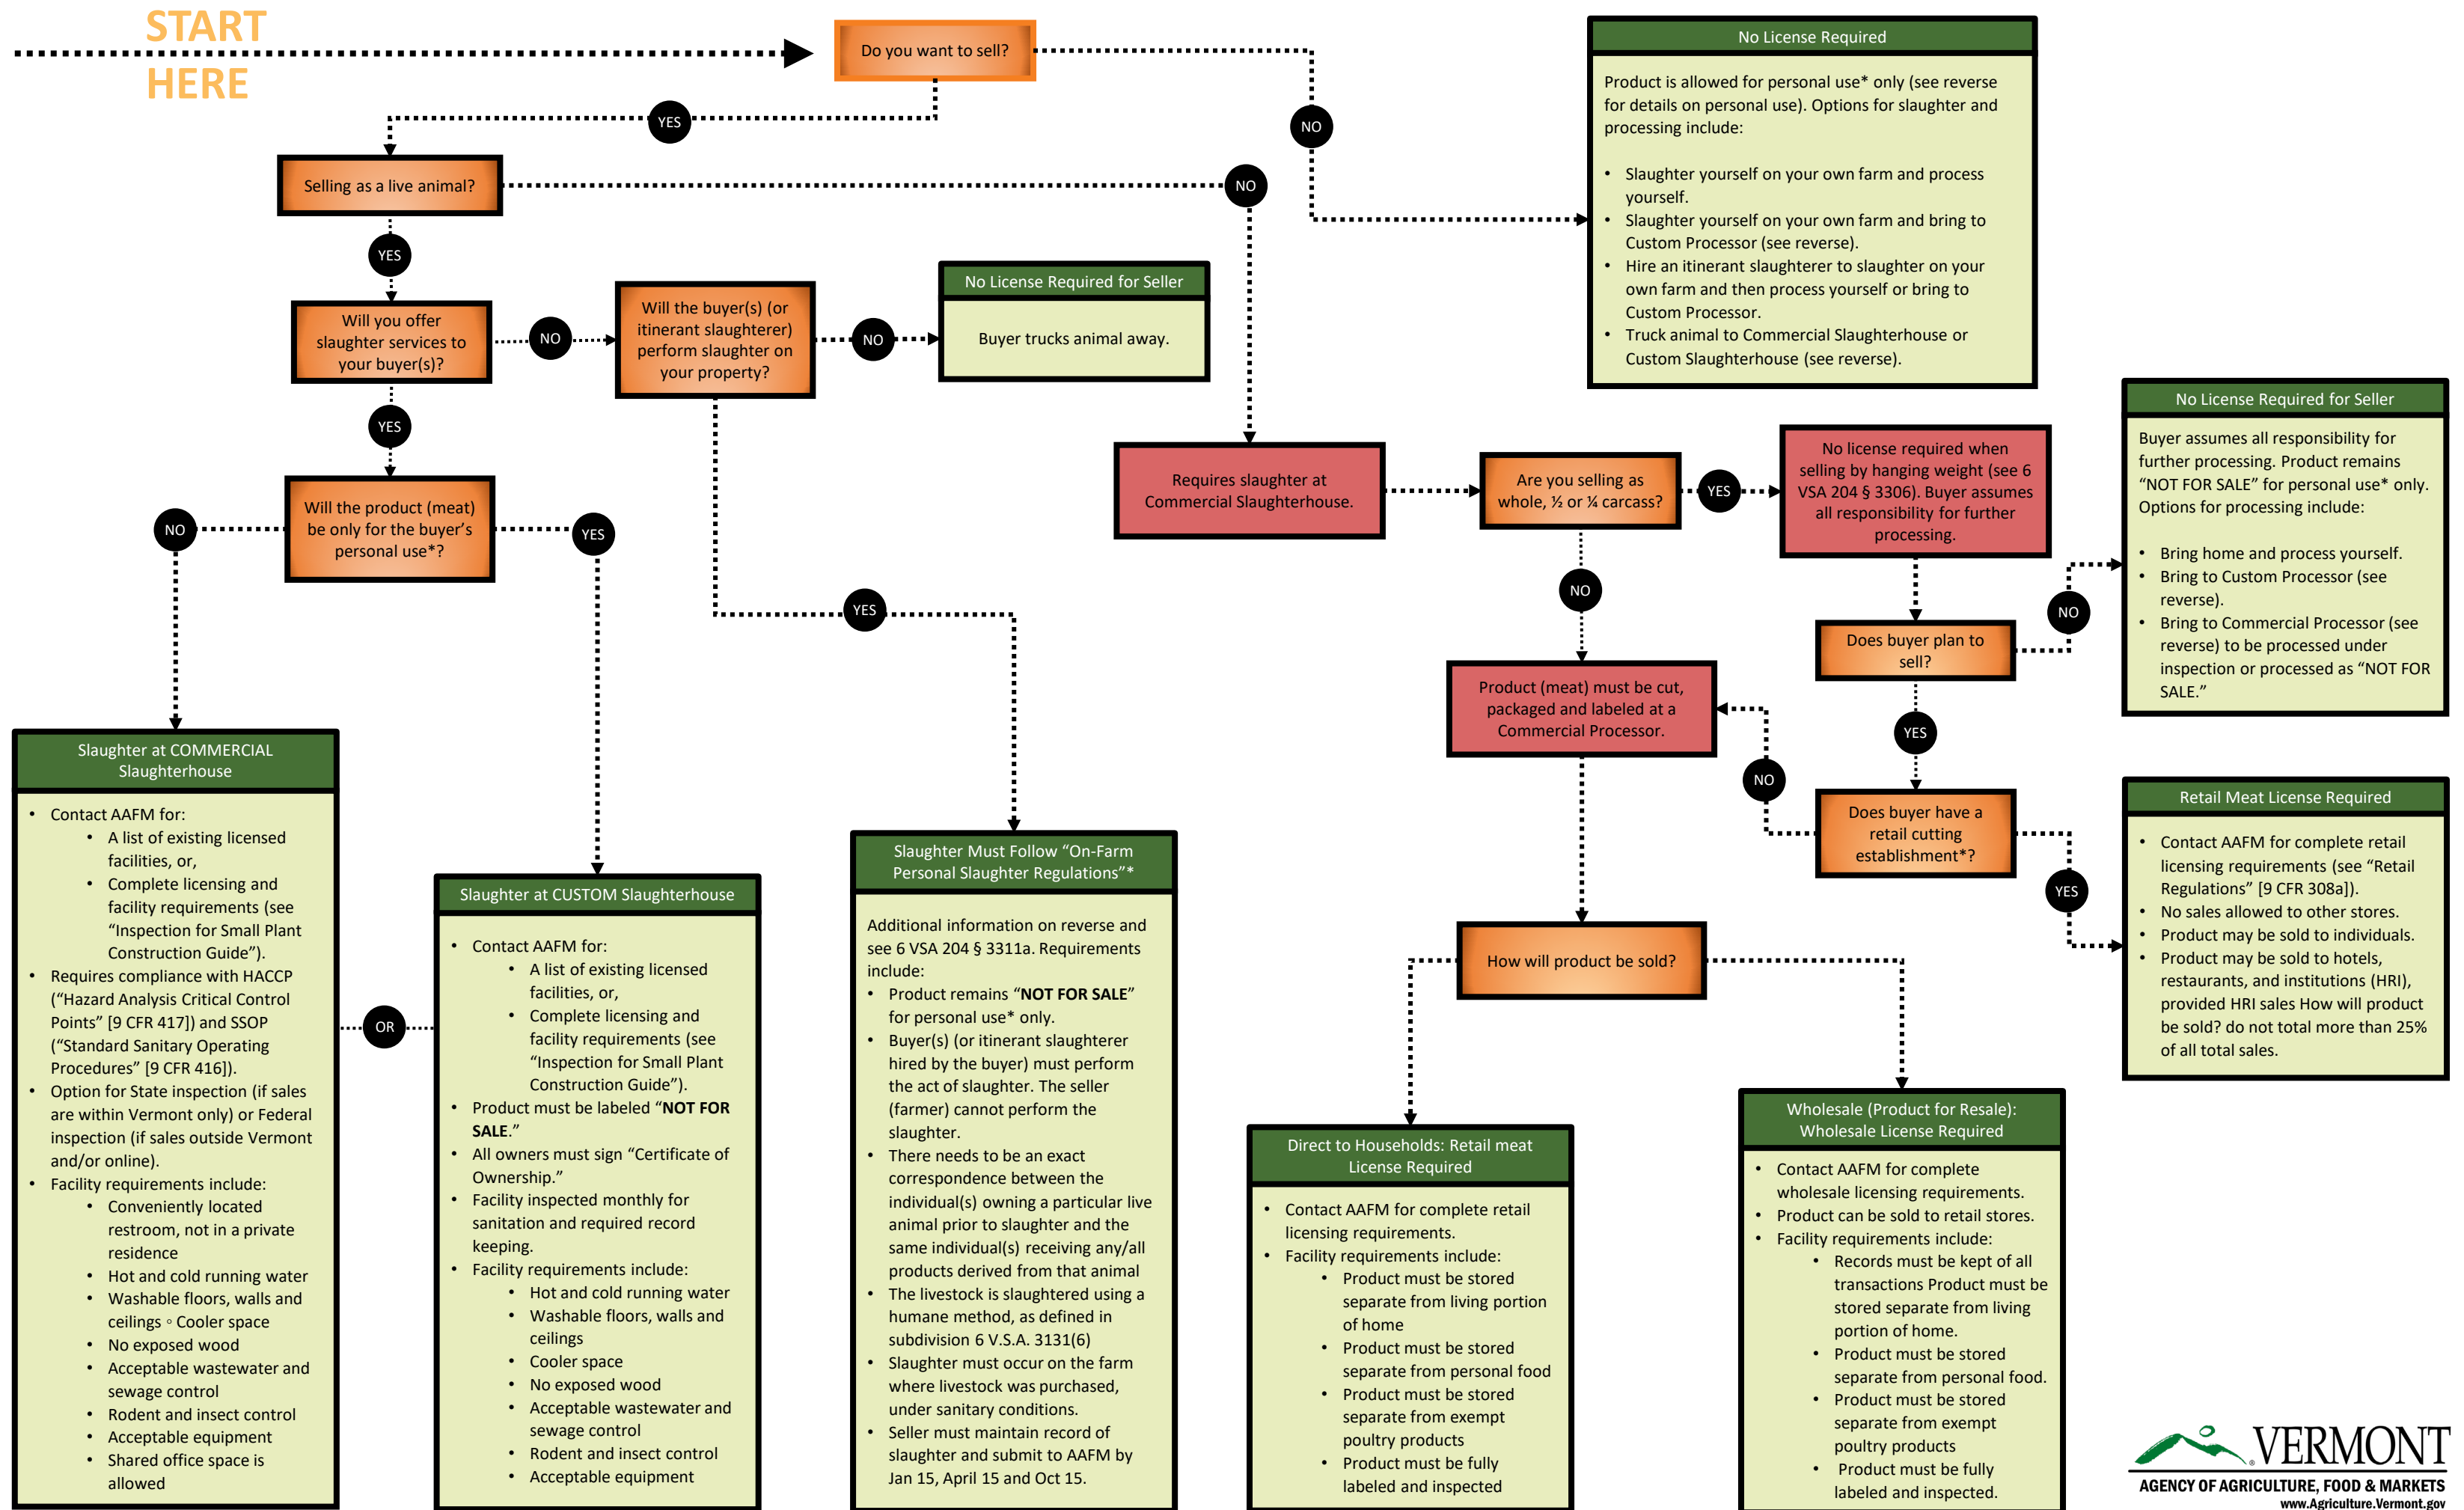 START
HERE
Do you want to sell?
YES
NO
No License Required
Product is allowed for personal use* only (see reverse
for details on personal use). Options for slaughter and
processing include:
• Slaughter yourself on your own farm and process
yourself.
• Slaughter yourself on your own farm and bring to
Custom Processor (see reverse).
• Hire an itinerant slaughterer to slaughter on your
own farm and then process yourself or bring to
Custom Processor.
• Truck animal to Commercial Slaughterhouse or
Custom Slaughterhouse (see reverse).
Selling as a live animal?
NO
YES
Will you offer
slaughter services to
your buyer(s)?
NO
Will the buyer(s) (or
itinerant slaughterer)
perform slaughter on
your property?
NO
No License Required for Seller
Buyer trucks animal away.
YES
Will the product (meat)
be only for the buyer's
personal use*?
NO
YES
YES
Requires slaughter at
Commercial Slaughterhouse.
Are you selling as
whole, ½ or ¼ carcass?
YES
No license required when
selling by hanging weight (see 6
VSA 204 § 3306). Buyer assumes
all responsibility for further
processing.
NO
Does buyer plan to
sell?
NO
No License Required for Seller
Buyer assumes all responsibility for
further processing. Product remains
"NOT FOR SALE" for personal use* only.
Options for processing include:
• Bring home and process yourself.
• Bring to Custom Processor (see
reverse).
• Bring to Commercial Processor (see
reverse) to be processed under
inspection or processed as "NOT FOR
SALE."
Product (meat) must be cut,
packaged and labeled at a
Commercial Processor.
YES
NO
Does buyer have a
retail cutting
establishment*?
YES
Retail Meat License Required
• Contact AAFM for complete retail
licensing requirements (see "Retail
Regulations" [9 CFR 308a]).
• No sales allowed to other stores.
• Product may be sold to individuals.
• Product may be sold to hotels,
restaurants, and institutions (HRI),
provided HRI sales How will product
be sold? do not total more than 25%
of all total sales.
Slaughter at COMMERCIAL
Slaughterhouse
• Contact AAFM for:
• A list of existing licensed
facilities, or,
• Complete licensing and
facility requirements (see
"Inspection for Small Plant
Construction Guide").
• Requires compliance with HACCP
("Hazard Analysis Critical Control
Points" [9 CFR 417]) and SSOP
("Standard Sanitary Operating
Procedures" [9 CFR 416]).
• Option for State inspection (if sales
are within Vermont only) or Federal
inspection (if sales outside Vermont
and/or online).
• Facility requirements include:
• Conveniently located
restroom, not in a private
residence
• Hot and cold running water
• Washable floors, walls and
ceilings ◦ Cooler space
• No exposed wood
• Acceptable wastewater and
sewage control
• Rodent and insect control
• Acceptable equipment
• Shared office space is
allowed
OR
Slaughter at CUSTOM Slaughterhouse
• Contact AAFM for:
• A list of existing licensed
facilities, or,
• Complete licensing and
facility requirements (see
"Inspection for Small Plant
Construction Guide").
• Product must be labeled "NOT FOR
SALE."
• All owners must sign "Certificate of
Ownership."
• Facility inspected monthly for
sanitation and required record
keeping.
• Facility requirements include:
• Hot and cold running water
• Washable floors, walls and
ceilings
• Cooler space
• No exposed wood
• Acceptable wastewater and
sewage control
• Rodent and insect control
• Acceptable equipment
Slaughter Must Follow "On-Farm
Personal Slaughter Regulations"*
Additional information on reverse and
see 6 VSA 204 § 3311a. Requirements
include:
• Product remains "NOT FOR SALE"
for personal use* only.
• Buyer(s) (or itinerant slaughterer
hired by the buyer) must perform
the act of slaughter. The seller
(farmer) cannot perform the
slaughter.
• There needs to be an exact
correspondence between the
individual(s) owning a particular live
animal prior to slaughter and the
same individual(s) receiving any/all
products derived from that animal
• The livestock is slaughtered using a
humane method, as defined in
subdivision 6 V.S.A. 3131(6)
• Slaughter must occur on the farm
where livestock was purchased,
under sanitary conditions.
• Seller must maintain record of
slaughter and submit to AAFM by
Jan 15, April 15 and Oct 15.
How will product be sold?
Direct to Households: Retail meat
License Required
• Contact AAFM for complete retail
licensing requirements.
• Facility requirements include:
• Product must be stored
separate from living portion
of home
• Product must be stored
separate from personal food
• Product must be stored
separate from exempt
poultry products
• Product must be fully
labeled and inspected
Wholesale (Product for Resale):
Wholesale License Required
• Contact AAFM for complete
wholesale licensing requirements.
• Product can be sold to retail stores.
• Facility requirements include:
• Records must be kept of all
transactions Product must be
stored separate from living
portion of home.
• Product must be stored
separate from personal food.
• Product must be stored
separate from exempt
poultry products
• Product must be fully
labeled and inspected.
VERMONT
AGENCY OF AGRICULTURE, FOOD & MARKETS
www.Agriculture.Vermont.gov